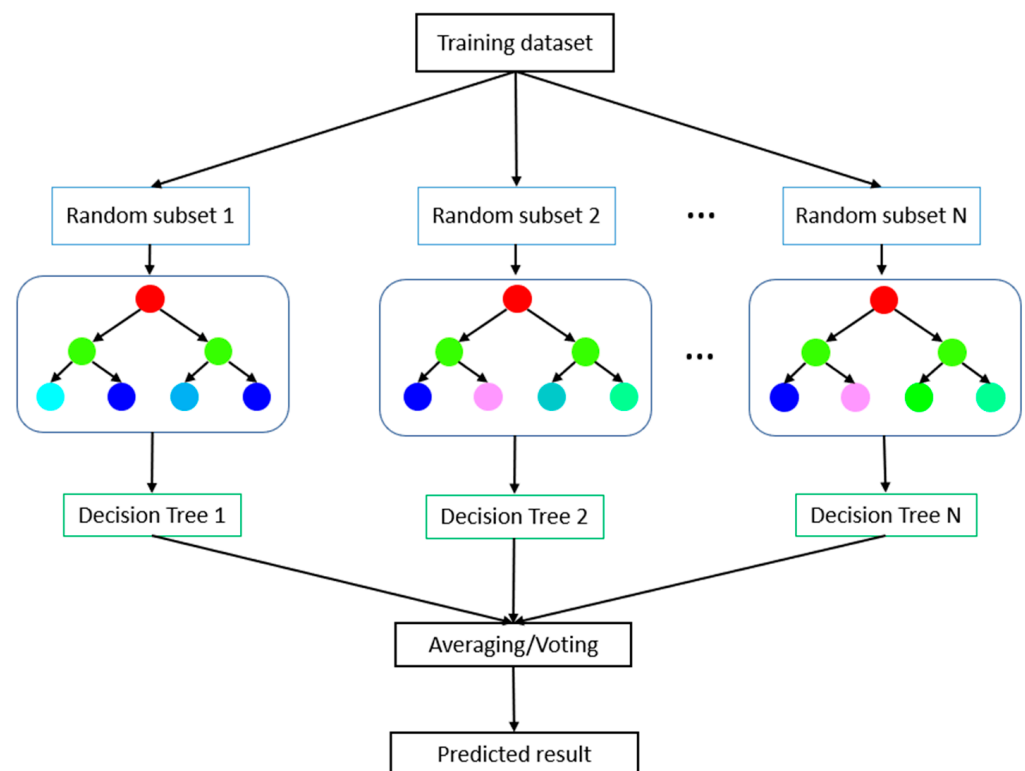 Training dataset
Random subset 1
Random subset 2
...
Random subset N
...
Decision Tree 1
Decision Tree 2
Decision Tree N
Averaging/Voting
Predicted result